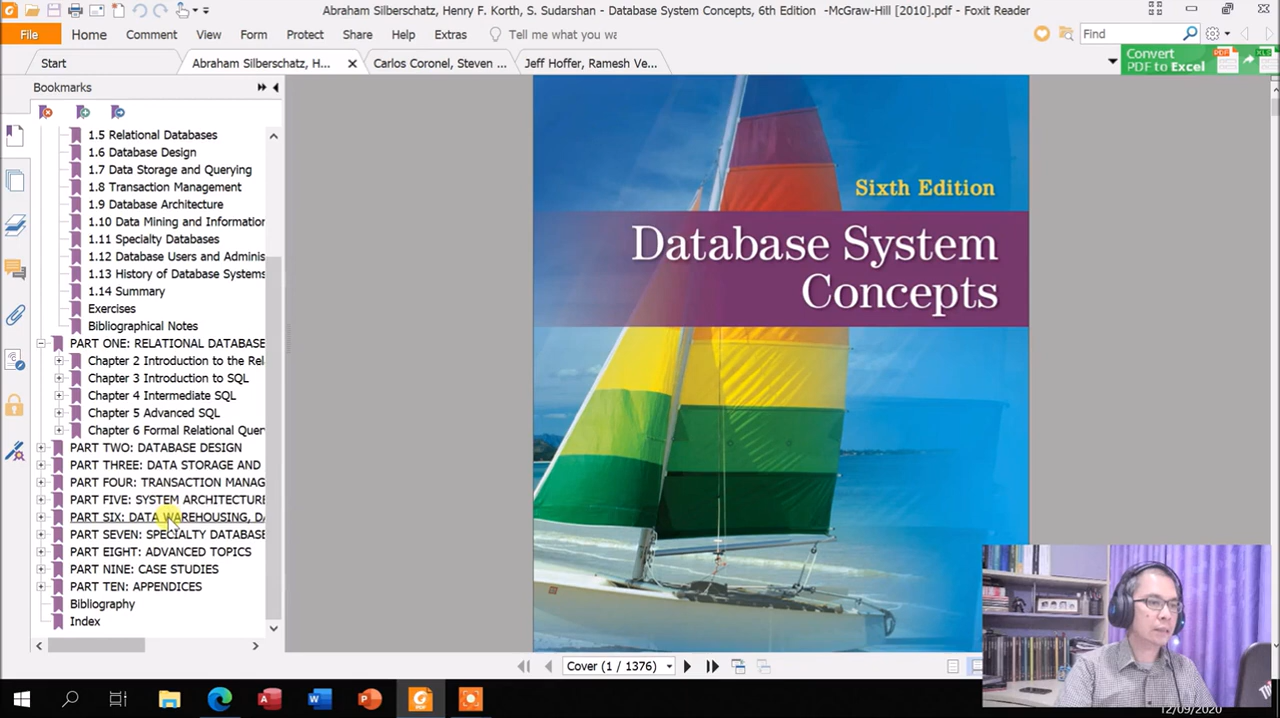 Abraham Silberschatz, Henry F. Korth, S. Sudarshan - Database System Concepts, 6th Edition -McGraw-Hill [2010].pdf - Foxit Reader
File Home Comment View Form Protect Share Help Extras Tell me what you wa Find
Start Abraham Silberschatz, H... Carlos Coronel, Steven ... Jeff Hoffer, Ramesh Ve...
Convert
PDF to Excel
Bookmarks
1.5 Relational Databases
1.6 Database Design
1.7 Data Storage and Querying
1.8 Transaction Management
1.9 Database Architecture
1.10 Data Mining and Information
1.11 Specialty Databases
1.12 Database Users and Adminis
1.13 History of Database Systems
1.14 Summary
Exercises
Bibliographical Notes
PART ONE: RELATIONAL DATABASE
Chapter 2 Introduction to the Rel
Chapter 3 Introduction to SQL
Chapter 4 Intermediate SQL
Chapter 5 Advanced SQL
Chapter 6 Formal Relational Quer
PART TWO: DATABASE DESIGN
PART THREE: DATA STORAGE AND
PART FOUR: TRANSACTION MANAG
PART FIVE: SYSTEM ARCHITECTURE
PART SIX: DATA WAREHOUSING, DA
PART SEVEN: SPECIALTY DATABASE
PART EIGHT: ADVANCED TOPICS
PART NINE: CASE STUDIES
PART TEN: APPENDICES
Bibliography
Index
Sixth Edition
Database System
Concepts
Cover (1 / 1376)
12/09/2020